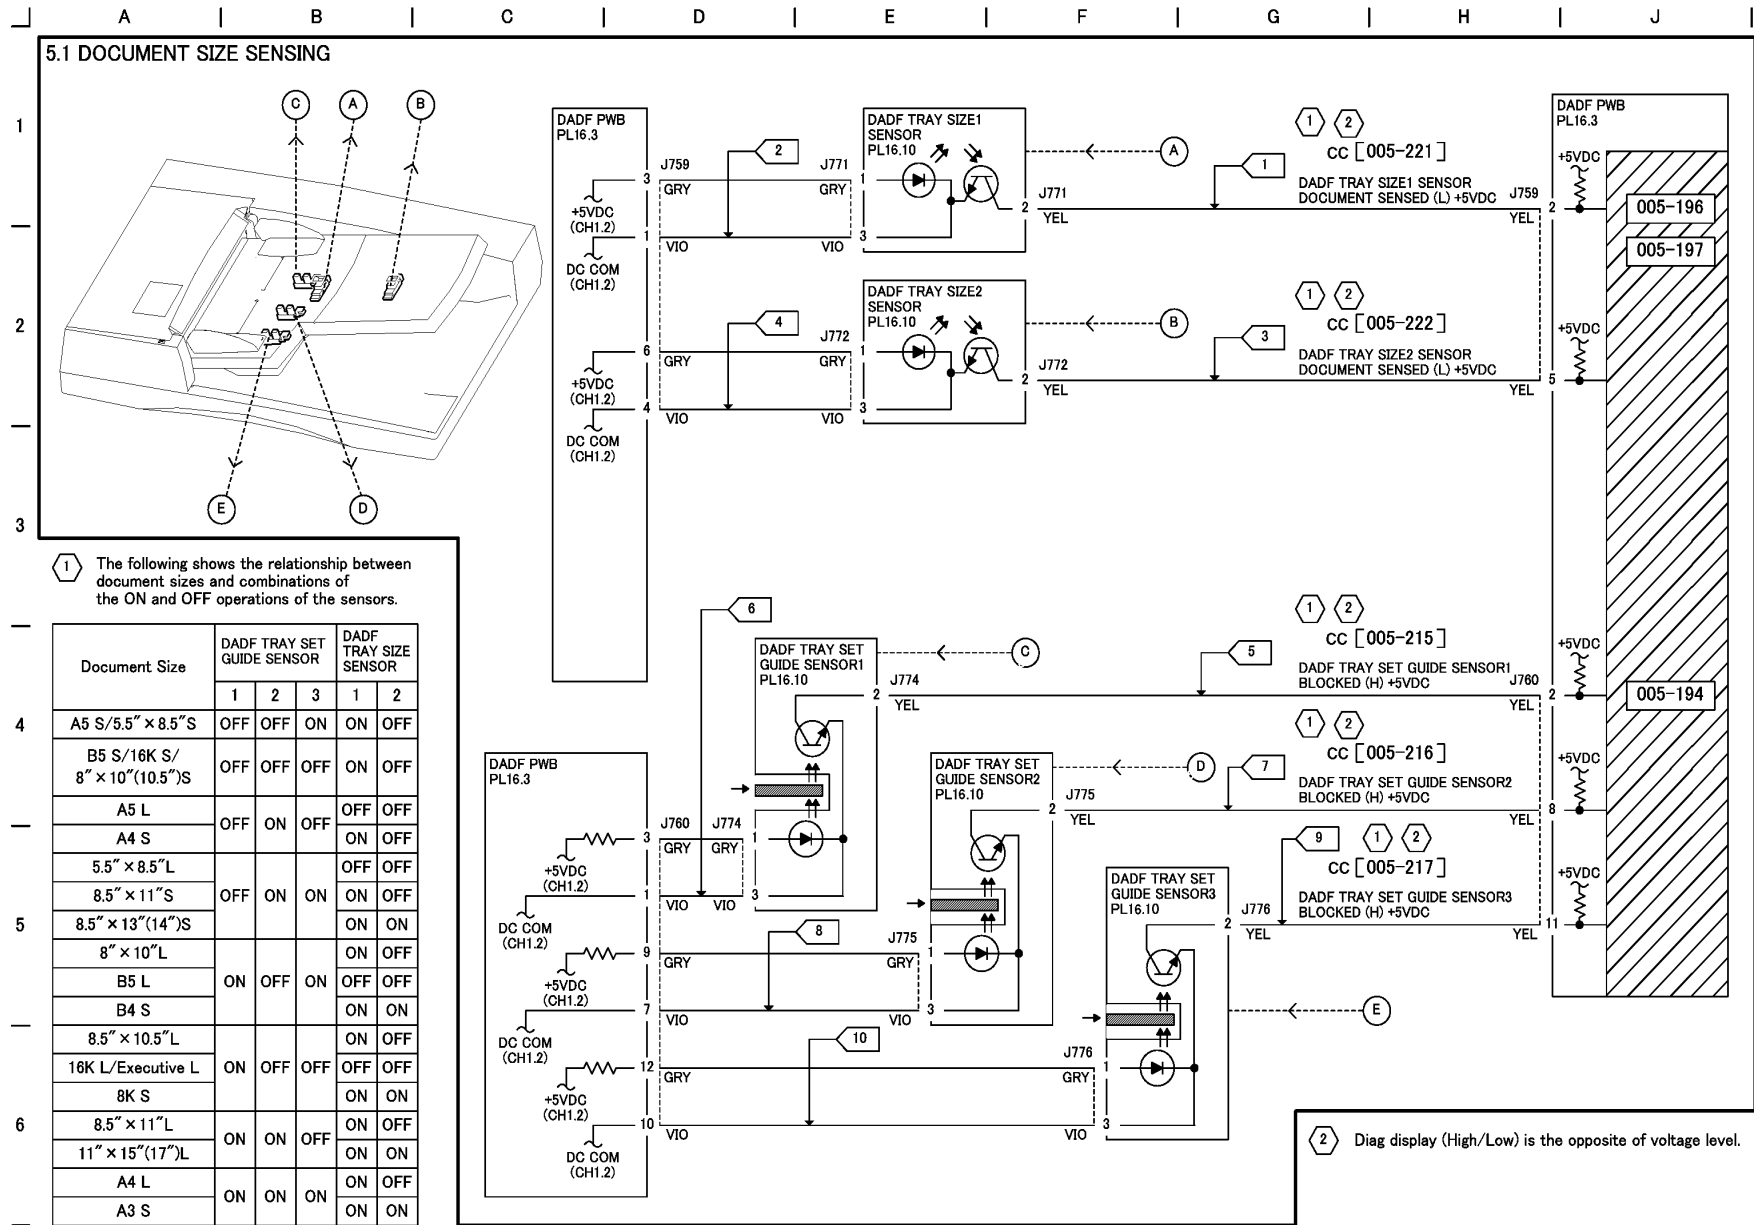 A B C D E F G H J
5.1 DOCUMENT SIZE SENSING
1
2
3
4
5
6
C A B
E D
1 The following shows the relationship between
document sizes and combinations of
the ON and OFF operations of the sensors.
Document Size
DADF TRAY SET
GUIDE SENSOR
DADF
TRAY SIZE
SENSOR
1 2 3 1 2
A5 S/5.5″×8.5″S OFF OFF ON ON OFF
B5 S/16K S/
8″×10″(10.5″)S OFF OFF OFF ON OFF
A5 L OFF ON OFF OFF OFF
A4 S ON OFF
5.5″×8.5″L OFF ON ON OFF OFF
8.5″×11″S ON OFF
8.5″×13″(14″)S ON ON
8″×10″L ON OFF ON ON OFF
B5 L OFF OFF
B4 S ON ON
8.5″×10.5″L ON OFF OFF ON OFF
16K L/Executive L OFF OFF
8K S ON ON
8.5″×11″L ON ON OFF ON OFF
11″×15″(17″)L ON ON
A4 L ON ON ON ON OFF
A3 S ON ON
DADF PWB
PL16.3
+5VDC
(CH1.2)
DC COM
(CH1.2)
+5VDC
(CH1.2)
DC COM
(CH1.2)
J759
3 GRY
1 VIO
6 GRY
4 VIO
2
4
J771
GRY 1
VIO 3
J772
GRY 1
VIO 3
DADF TRAY SIZE1
SENSOR
PL16.10
A
J771
2 YEL
1
1 2
CC [005-221]
DADF TRAY SIZE1 SENSOR
DOCUMENT SENSED (L) +5VDC
J759
YEL 2
DADF TRAY SIZE2
SENSOR
PL16.10
B
J772
2 YEL
3
1 2
CC [005-222]
DADF TRAY SIZE2 SENSOR
DOCUMENT SENSED (L) +5VDC
YEL 5
DADF PWB
PL16.3
+5VDC
005-196
005-197
+5VDC
+5VDC
005-194
+5VDC
+5VDC
6
DADF TRAY SET
GUIDE SENSOR1
PL16.10
C
J774
2 YEL
5
1 2
CC [005-215]
DADF TRAY SET GUIDE SENSOR1
BLOCKED (H) +5VDC
J760
YEL 2
DADF PWB
PL16.3
+5VDC
(CH1.2)
DC COM
(CH1.2)
+5VDC
(CH1.2)
DC COM
(CH1.2)
+5VDC
(CH1.2)
DC COM
(CH1.2)
J760 J774
3 GRY GRY 1
1 VIO VIO 3
DADF TRAY SET
GUIDE SENSOR2
PL16.10
D
J775
2 YEL
7
1 2
CC [005-216]
DADF TRAY SET GUIDE SENSOR2
BLOCKED (H) +5VDC
YEL 8
8
J775
9 GRY GRY 1
7 VIO VIO 3
DADF TRAY SET
GUIDE SENSOR3
PL16.10
E
J776
2 YEL
9
1 2
CC [005-217]
DADF TRAY SET GUIDE SENSOR3
BLOCKED (H) +5VDC
YEL 11
10
J776
12 GRY GRY 1
10 VIO VIO 3
2 Diag display (High/Low) is the opposite of voltage level.